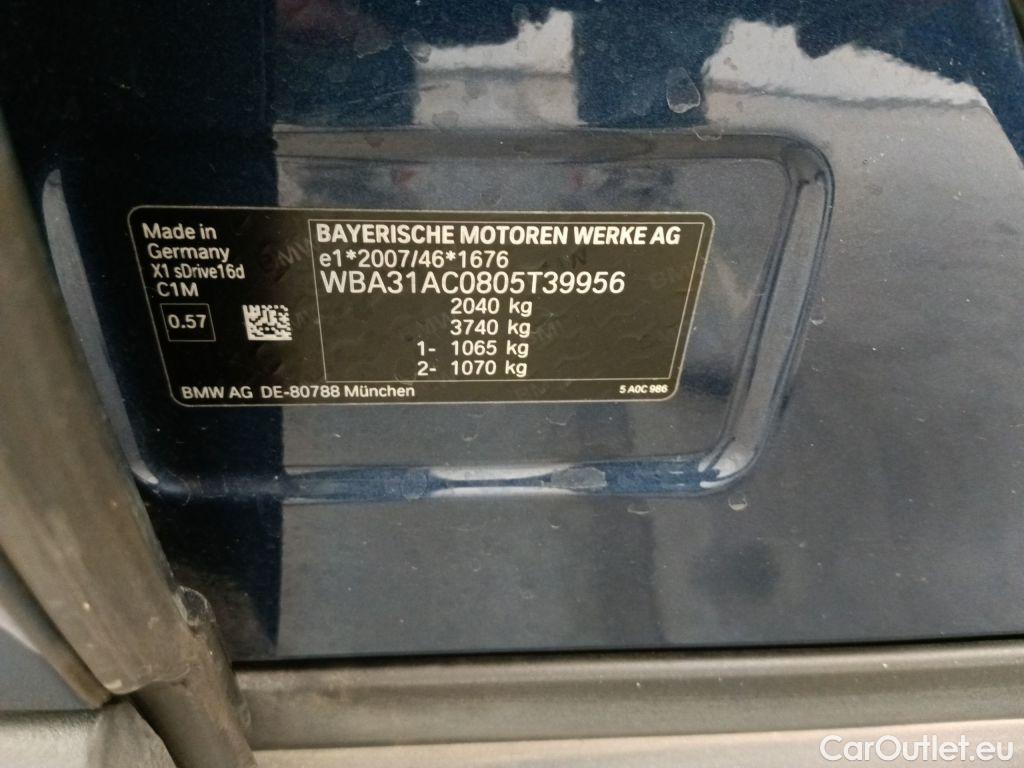 Made in
Germany
X1 sDrive16d
C1M
0.57
BAYERISCHE MOTOREN WERKE AG
e1*2007/46*1676
WBA31AC0805T39956
2040 kg
3740 kg
1- 1065 kg
2- 1070 kg
BMW AG DE-80788 München
5 A0C 986
CarOutlet.eu